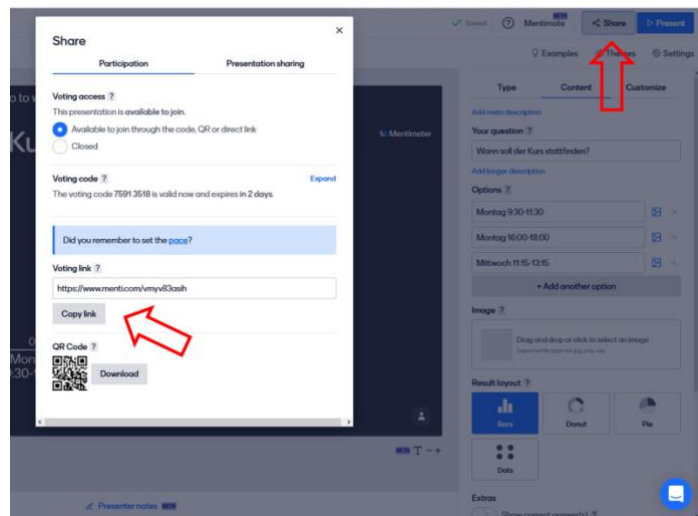 Saved
Mentimote
Share
Present
Examples
Themes
Settings
Share
Participation
Presentation sharing
Voting access ?
This presentation is available to join.
Available to join through the code, QR or direct link
Closed
Voting code ?
Expand
The voting code 7591 3518 is valid now and expires in 2 days.
Did you remember to set the pace?
Voting link ?
https://www.menti.com/vmyv83asih
Copy link
QR Code ?
Download
Mentimeter
Type
Content
Customize
Add meta description
Your question ?
Wann soll der Kurs stattfinden?
Add longer description
Options ?
Montag 9:30-11:30
Montag 16:00-18:00
Mittwoch 11:15-13:15
+ Add another option
Image ?
Drag and drop or click to select an image
Result layout ?
Bars
Donut
Pie
Dots
Extras
Show correct answer(s) ?
Presenter notes